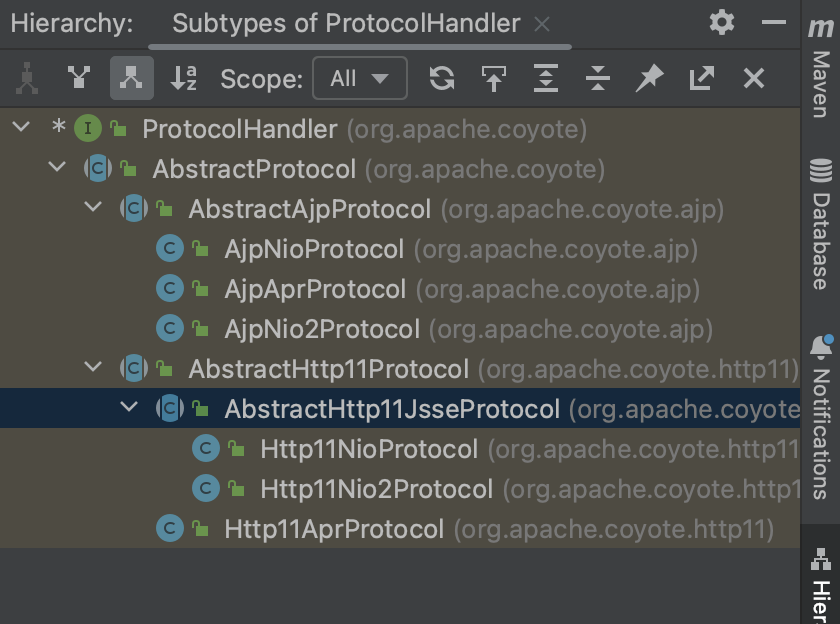 Hierarchy: Subtypes of ProtocolHandler
Scope: All
* I ProtocolHandler (org.apache.coyote)
C AbstractProtocol (org.apache.coyote)
C AbstractAjpProtocol (org.apache.coyote.ajp)
C AjpNioProtocol (org.apache.coyote.ajp)
C AjpAprProtocol (org.apache.coyote.ajp)
C AjpNio2Protocol (org.apache.coyote.ajp)
C AbstractHttp11Protocol (org.apache.coyote.http11)
C AbstractHttp11JsseProtocol (org.apache.coyote
C Http11NioProtocol (org.apache.coyote.http11
C Http11Nio2Protocol (org.apache.coyote.http1
C Http11AprProtocol (org.apache.coyote.http11)
m Maven
Database
Notifications
Hier